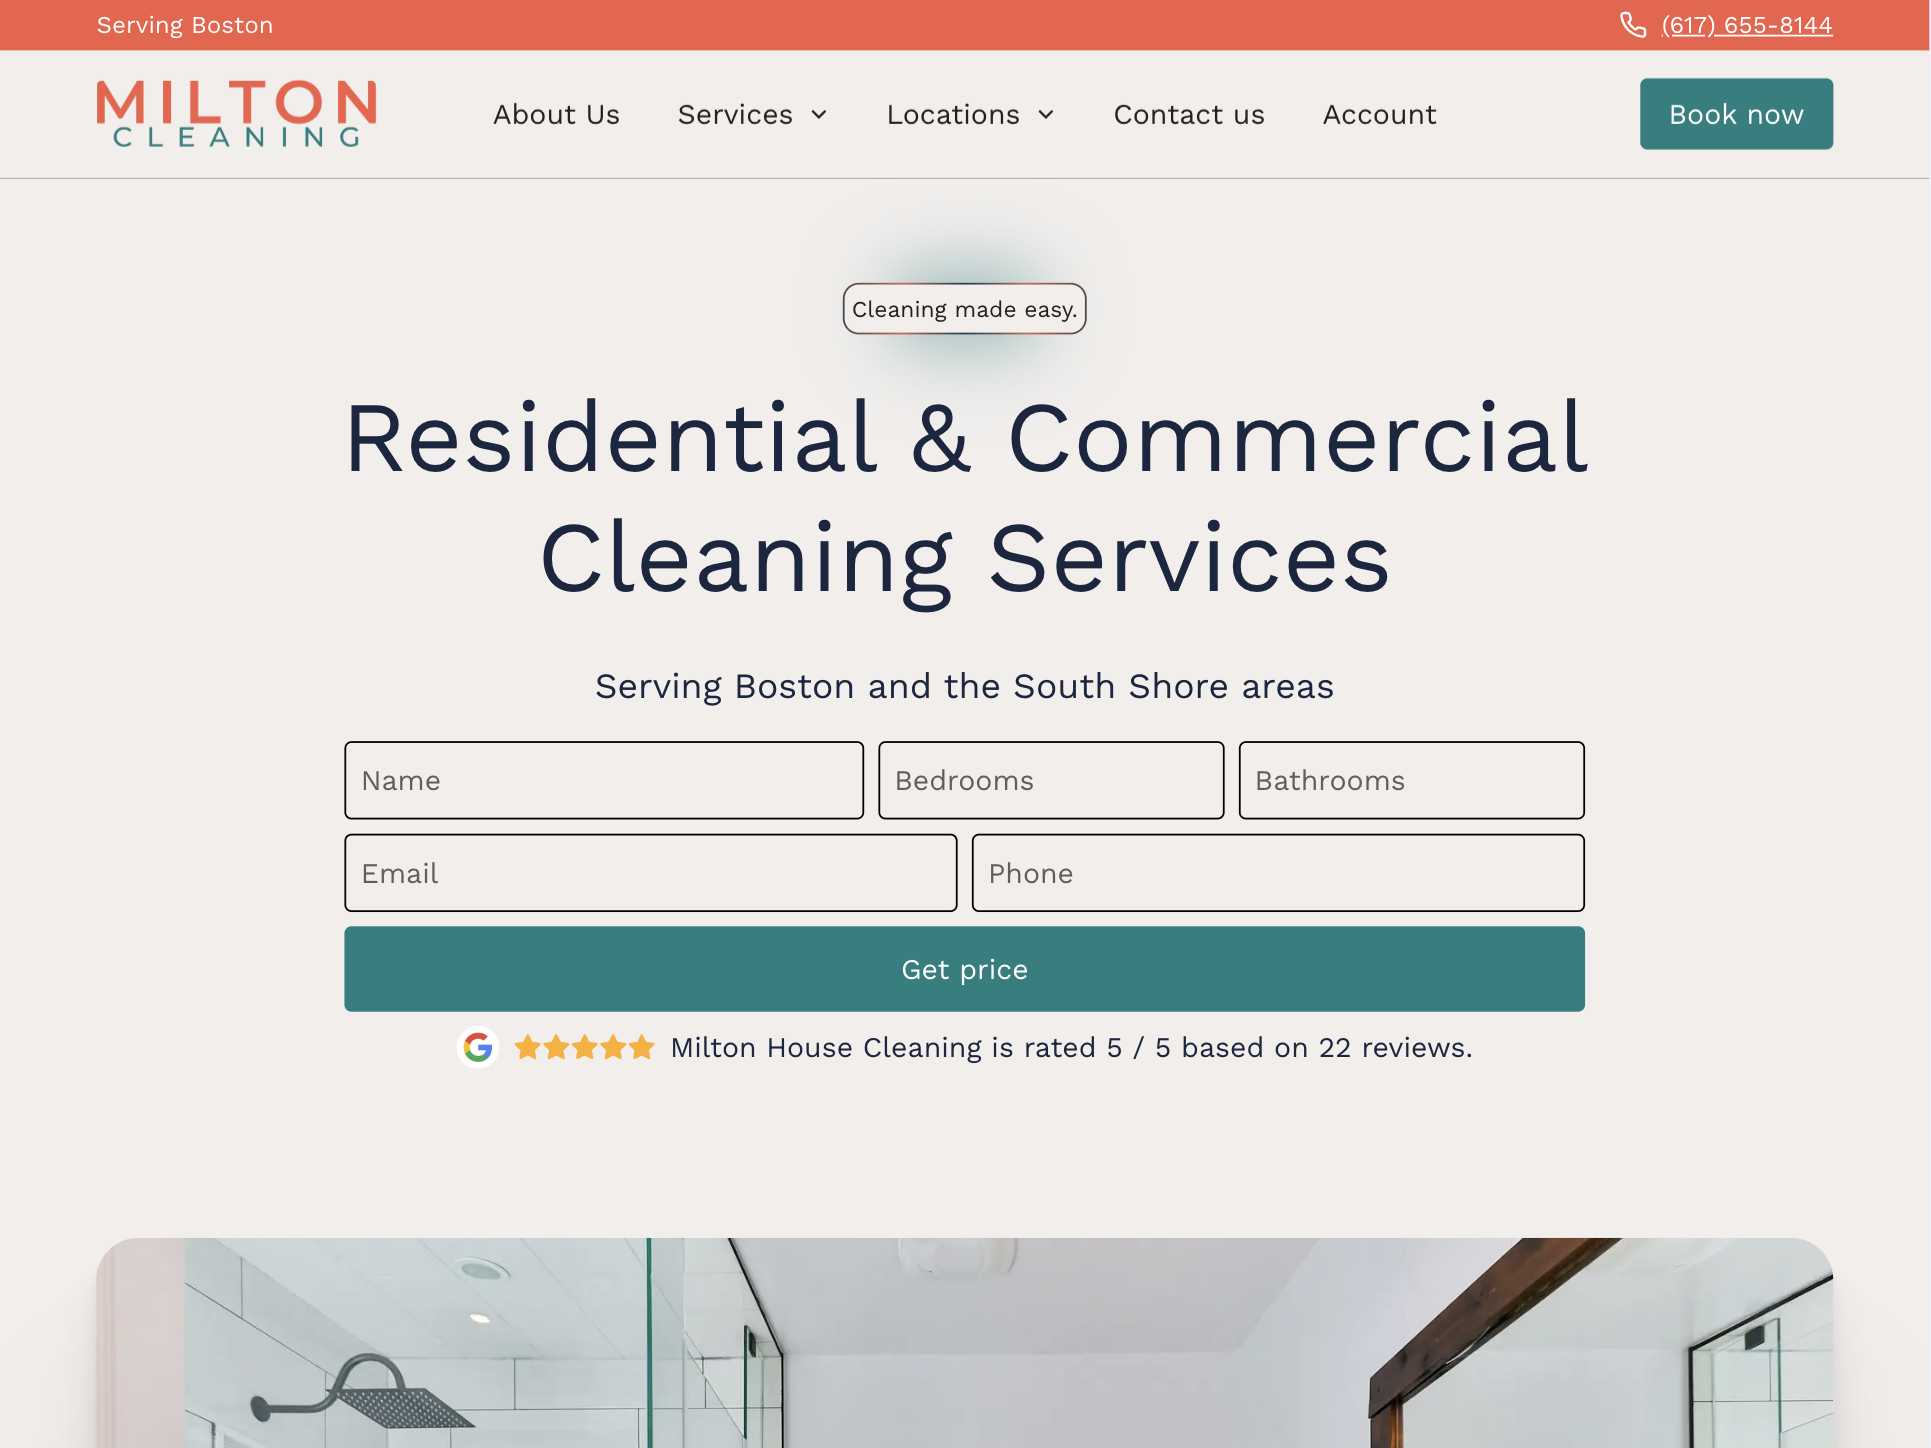 Serving Boston
(617) 655-8144
MILTON
CLEANING
About Us
Services
Locations
Contact us
Account
Book now
Cleaning made easy.
Residential & Commercial
Cleaning Services
Serving Boston and the South Shore areas
Name
Bedrooms
Bathrooms
Email
Phone
Get price
G
Milton House Cleaning is rated 5 / 5 based on 22 reviews.